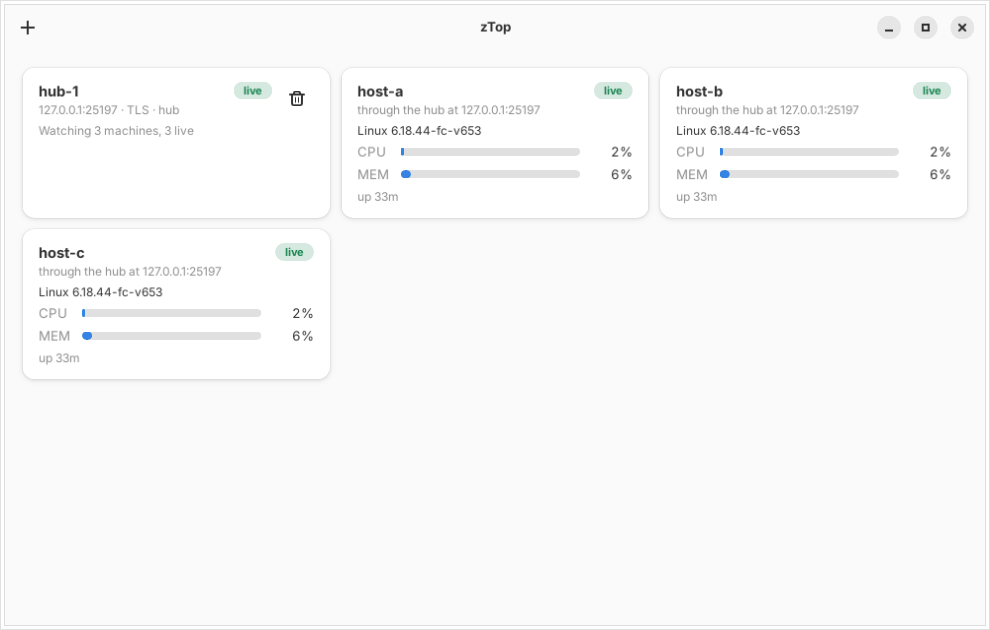 zTop
hub-1 live
127.0.0.1:25197 · TLS · hub
Watching 3 machines, 3 live
host-a live
through the hub at 127.0.0.1:25197
Linux 6.18.44-fc-v653
CPU 2%
MEM 6%
up 33m
host-b live
through the hub at 127.0.0.1:25197
Linux 6.18.44-fc-v653
CPU 2%
MEM 6%
up 33m
host-c live
through the hub at 127.0.0.1:25197
Linux 6.18.44-fc-v653
CPU 2%
MEM 6%
up 33m